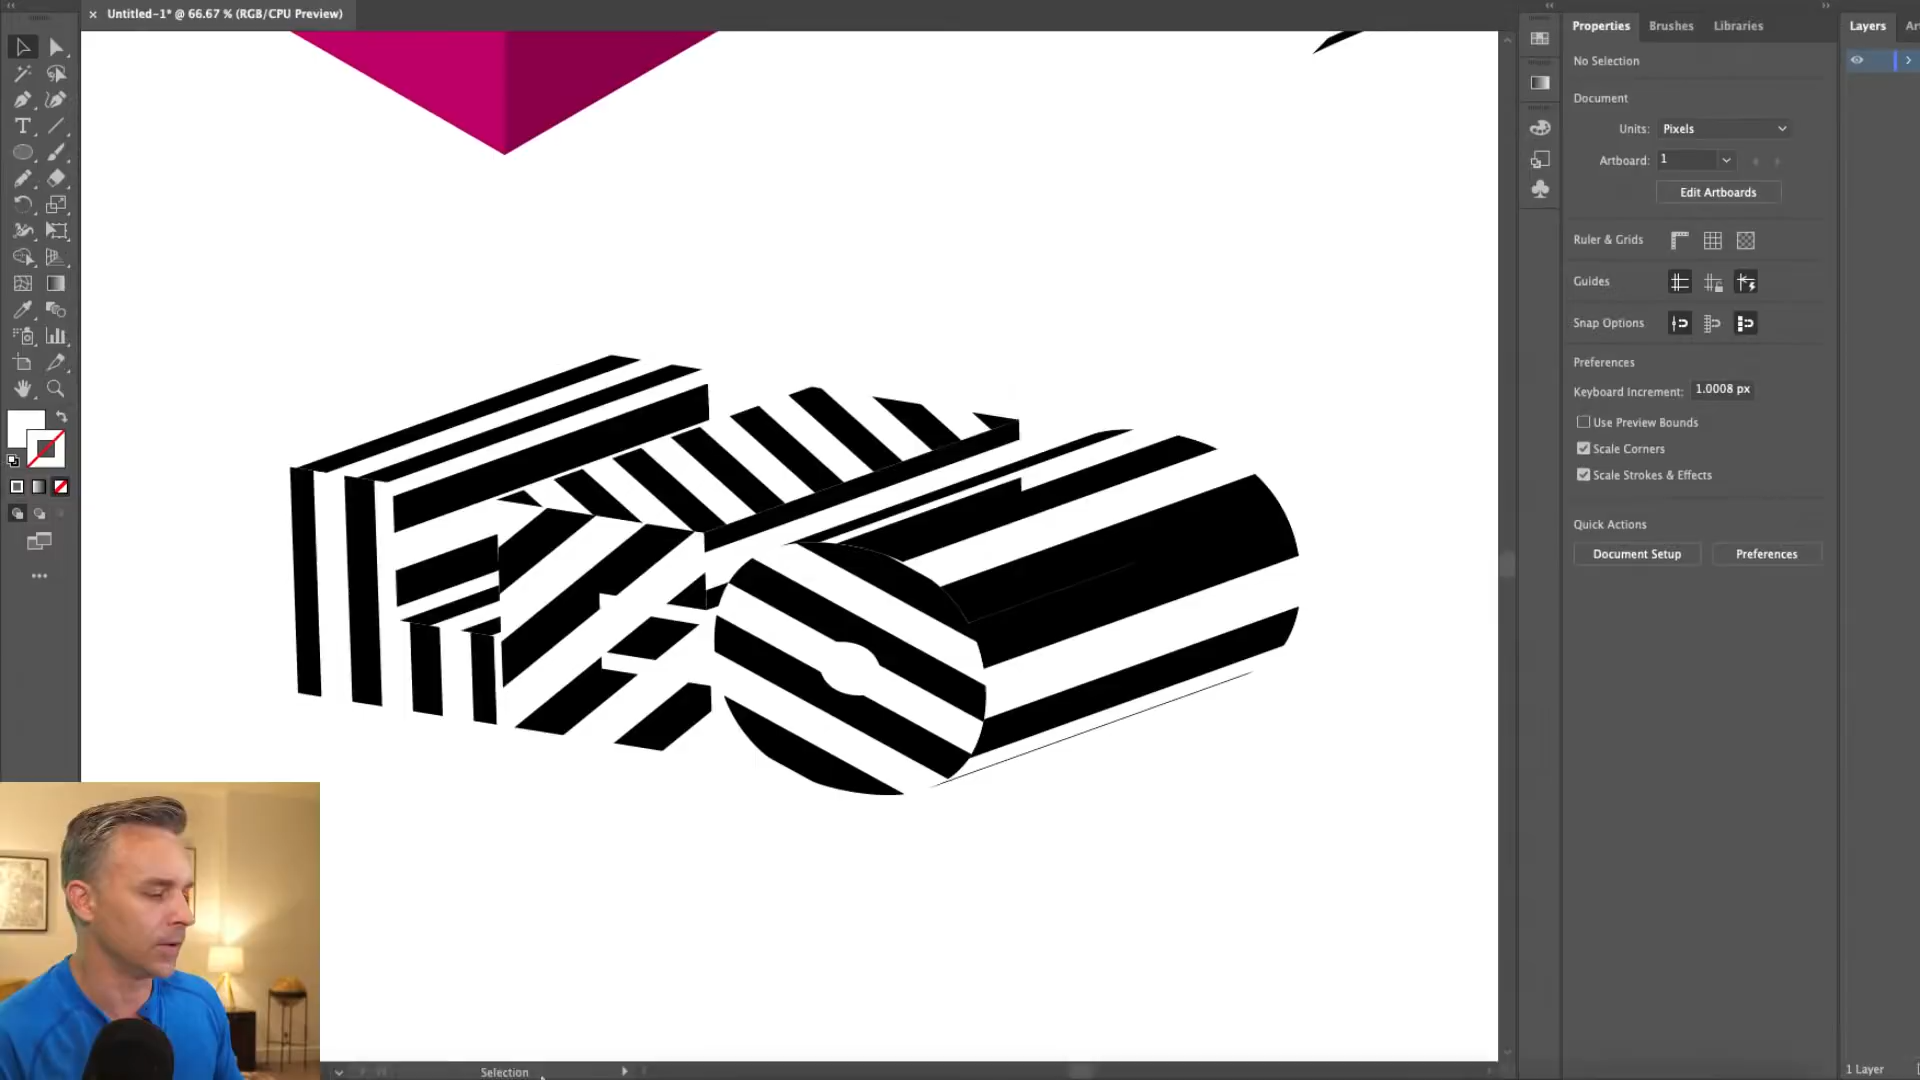 Untitled-1* @ 66.67 % (RGB/CPU Preview)
Properties Brushes Libraries
Layers
No Selection
Document
Units: Pixels
Artboard: 1
Edit Artboards
Ruler & Grids
Guides
Snap Options
Preferences
Keyboard Increment: 1.0008 px
Use Preview Bounds
Scale Corners
Scale Strokes & Effects
Quick Actions
Document Setup Preferences
Selection
1 Layer